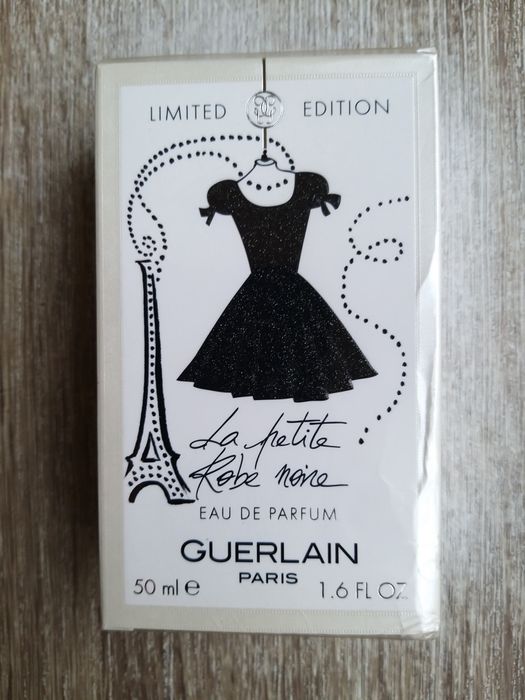 LIMITED EDITION
La petite
Robe noire
EAU DE PARFUM
GUERLAIN
PARIS
50 ml e 1.6 FL OZ